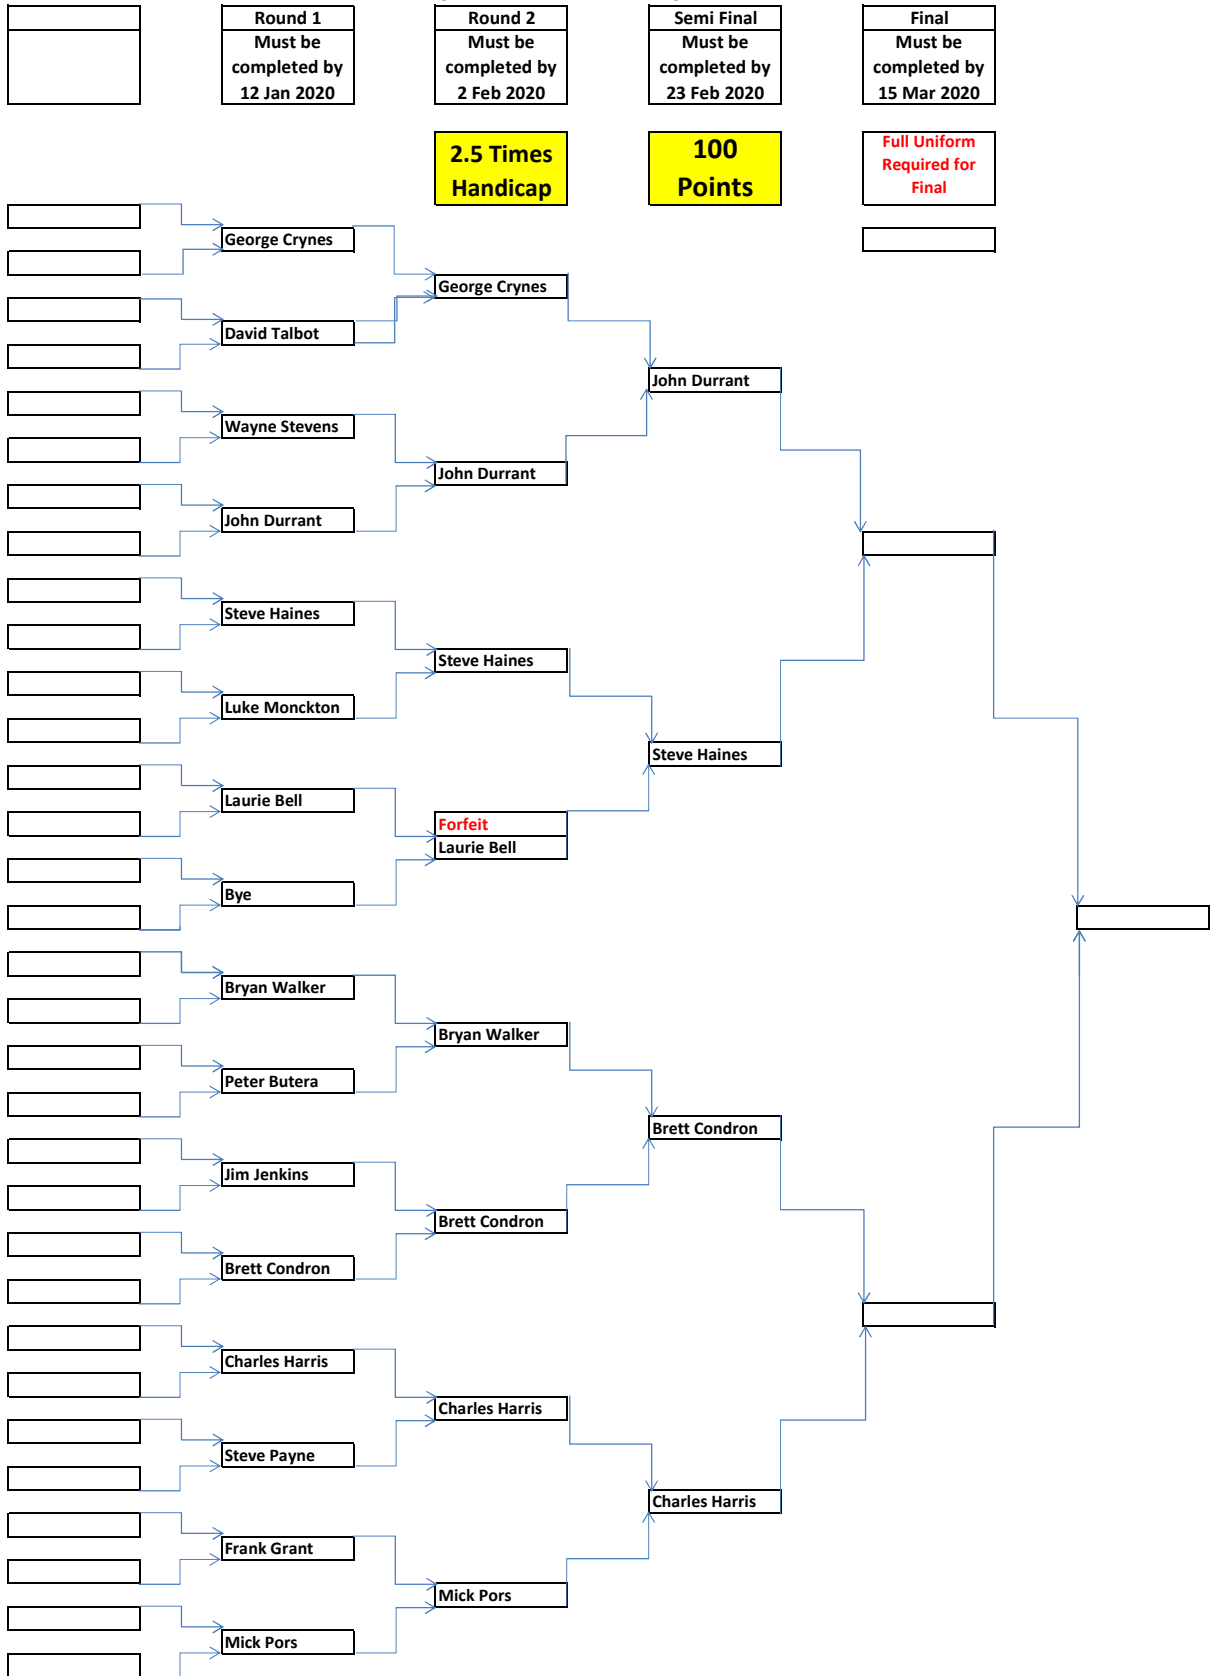 Round 1
Must be
completed by
12 Jan 2020
Round 2
Must be
completed by
2 Feb 2020
Semi Final
Must be
completed by
23 Feb 2020
Final
Must be
completed by
15 Mar 2020
2.5 Times
Handicap
100
Points
Full Uniform
Required for
Final
George Crynes
George Crynes
David Talbot
John Durrant
Wayne Stevens
John Durrant
John Durrant
Steve Haines
Steve Haines
Luke Monckton
Steve Haines
Laurie Bell
Forfeit
Laurie Bell
Bye
Bryan Walker
Bryan Walker
Peter Butera
Brett Condron
Jim Jenkins
Brett Condron
Brett Condron
Charles Harris
Charles Harris
Steve Payne
Charles Harris
Frank Grant
Mick Pors
Mick Pors